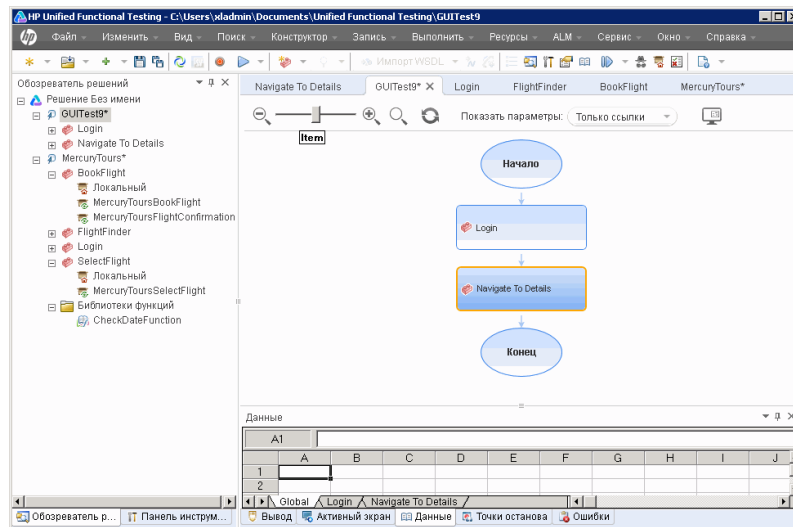 HP Unified Functional Testing - C:\Users\xladmin\Documents\Unified Functional Testing\GUITest9
Файл Изменить Вид Поиск Конструктор Запись Выполнить Ресурсы ALM Сервис Окно Справка
Импорт WSDL
Обозреватель решений
Navigate To Details GUITest9* Login FlightFinder BookFlight MercuryTours*
Решение Без имени
GUITest9*
Login
Navigate To Details
MercuryTours*
BookFlight
Локальный
MercuryToursBookFlight
MercuryToursFlightConfirmation
FlightFinder
Login
SelectFlight
Локальный
MercuryToursSelectFlight
Библиотеки функций
CheckDateFunction
Показать параметры: Только ссылки
Item
Начало
Login
Navigate To Details
Конец
Данные
A1
A B C D E F G H I J
1
2
Global Login Navigate To Details
Обозреватель р... Панель инструм... Вывод Активный экран Данные Точки останова Ошибки